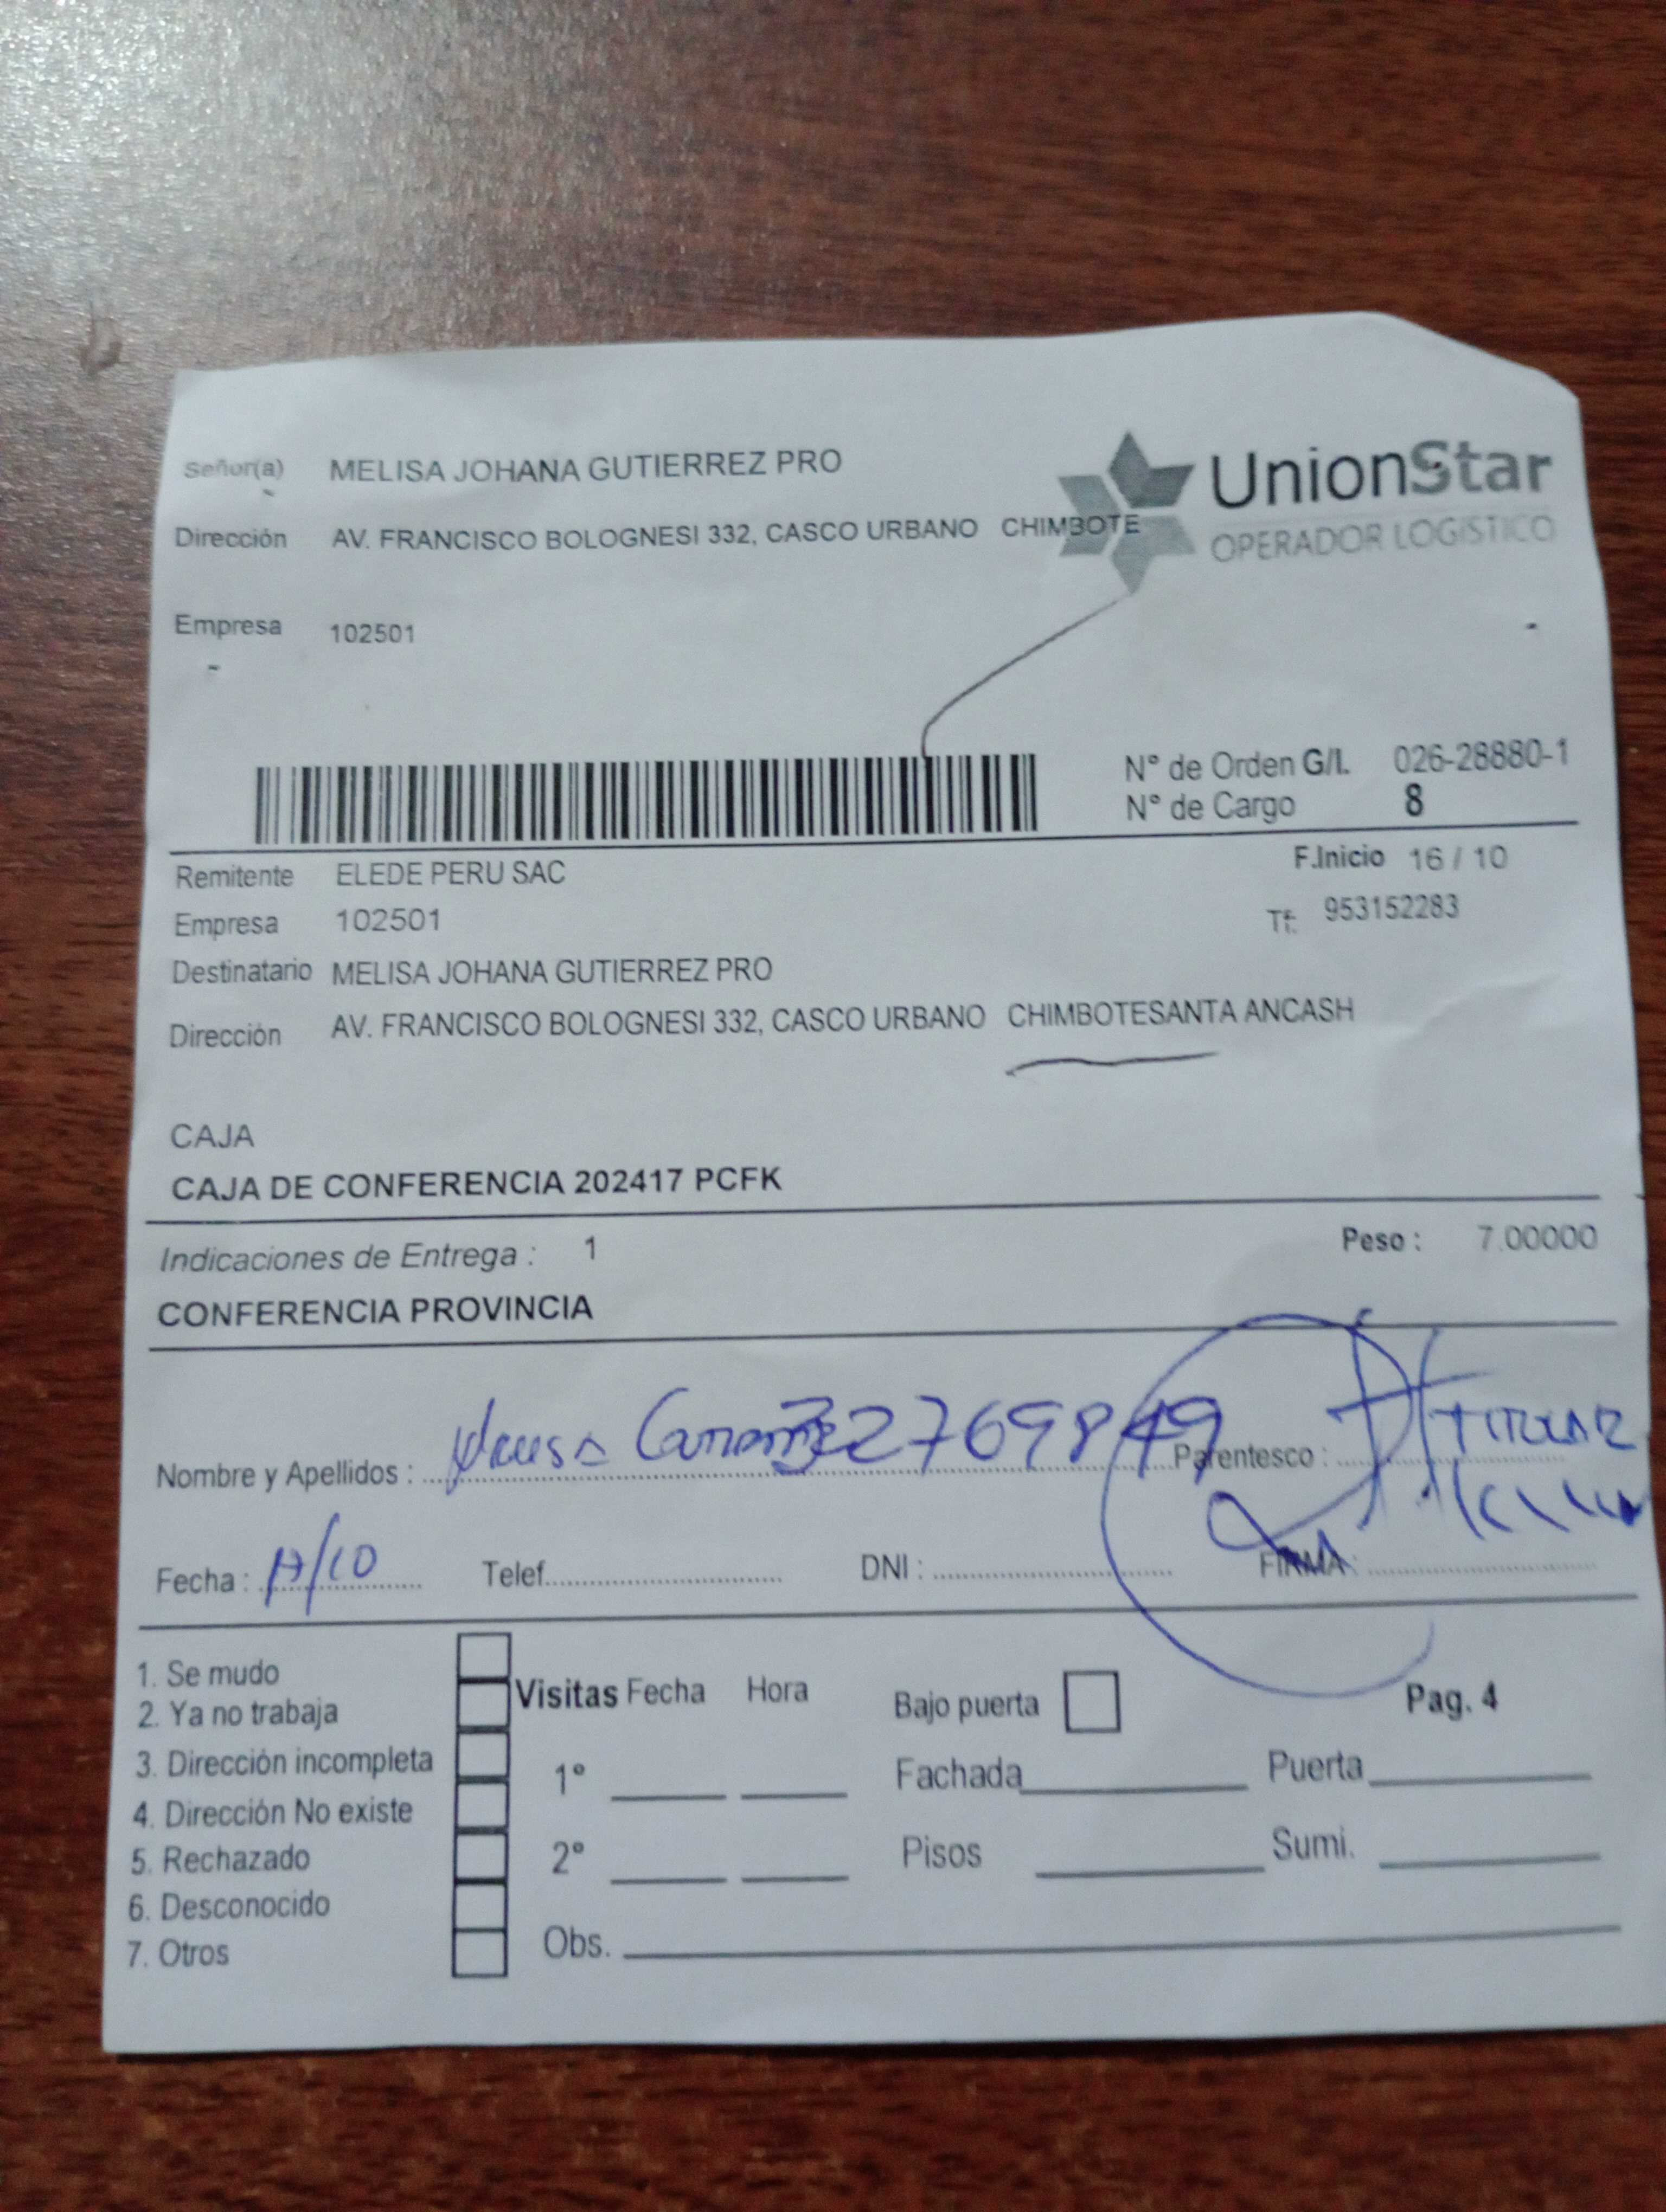 Señor(a) MELISA JOHANA GUTIERREZ PRO
UnionStar
OPERADOR LOGISTICO
Dirección AV. FRANCISCO BOLOGNESI 332, CASCO URBANO CHIMBOTE
Empresa 102501
N° de Orden G/L 026-28880-1
N° de Cargo 8
Remitente ELEDE PERU SAC F.Inicio 16 / 10
Empresa 102501 Tf: 953152283
Destinatario MELISA JOHANA GUTIERREZ PRO
Dirección AV. FRANCISCO BOLOGNESI 332, CASCO URBANO CHIMBOTESANTA ANCASH
CAJA
CAJA DE CONFERENCIA 202417 PCFK
Indicaciones de Entrega : 1 Peso : 7.00000
CONFERENCIA PROVINCIA
Nombre y Apellidos : Parentesco : TITULAR
Fecha : Telef. DNI : FIRMA :
1. Se mudo
2. Ya no trabaja
3. Dirección incompleta
4. Dirección No existe
5. Rechazado
6. Desconocido
7. Otros
Visitas Fecha Hora Bajo puerta Pag. 4
1° Fachada Puerta
2° Pisos Sumi.
Obs.